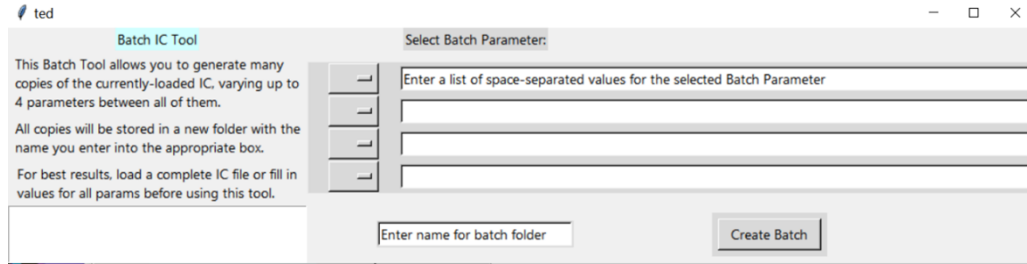 ted
Batch IC Tool
This Batch Tool allows you to generate many
copies of the currently-loaded IC, varying up to
4 parameters between all of them.
All copies will be stored in a new folder with the
name you enter into the appropriate box.
For best results, load a complete IC file or fill in
values for all params before using this tool.
Select Batch Parameter:
Enter a list of space-separated values for the selected Batch Parameter
Enter name for batch folder
Create Batch